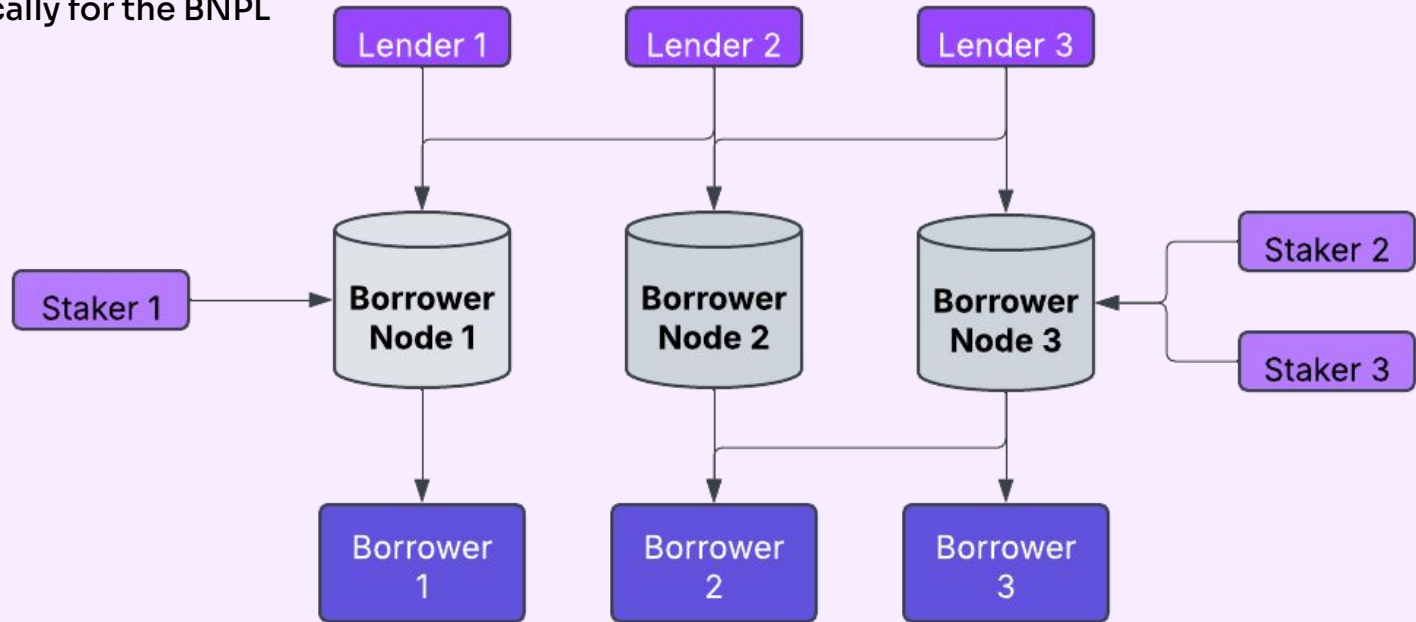 for the BNPL
Lender 1
Lender 2
Lender 3
Staker 1
Borrower
Node 1
Borrower
Node 2
Borrower
Node 3
Staker 2
Staker 3
Borrower
1
Borrower
2
Borrower
3